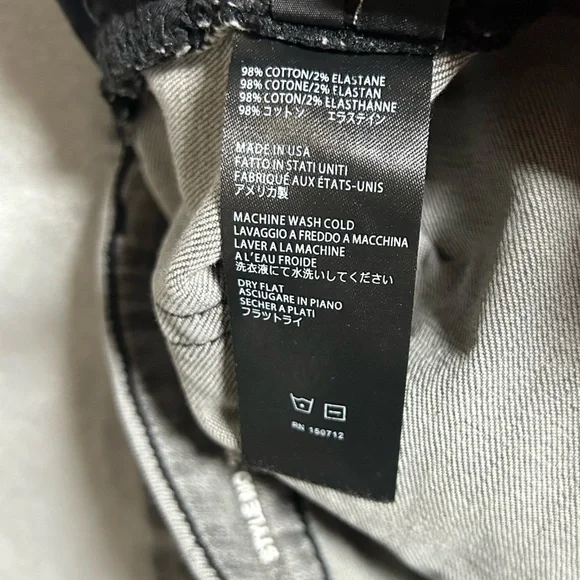 98% COTTON/2% ELASTANE
98% COTONE/2% ELASTAN
98% COTON/2% ELASTHANNE
98% コットン エラステイン
MADE IN USA
FATTO IN STATI UNITI
FABRIQUÉ AUX ÉTATS-UNIS
アメリカ製
MACHINE WASH COLD
LAVAGGIO A FREDDO A MACCHINA
LAVER A LA MACHINE
A L'EAU FROIDE
洗衣液にて水洗いしてください
DRY FLAT
ASCIUGARE IN PIANO
SECHER A PLATI
フラットライ
RN 159712